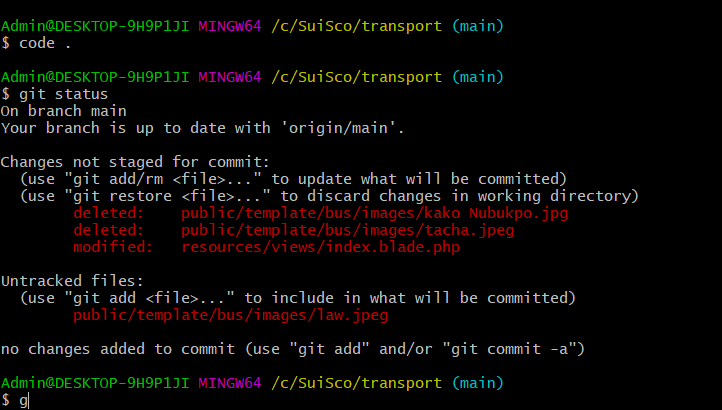 Admin@DESKTOP-9H9P1JI MINGW64 /c/SuiSco/transport (main)
$ code .
Admin@DESKTOP-9H9P1JI MINGW64 /c/SuiSco/transport (main)
$ git status
On branch main
Your branch is up to date with 'origin/main'.
Changes not staged for commit:
(use "git add/rm <file>..." to update what will be committed)
(use "git restore <file>..." to discard changes in working directory)
deleted:    public/template/bus/images/kako Nubukpo.jpg
deleted:    public/template/bus/images/tacha.jpeg
modified:   resources/views/index.blade.php
Untracked files:
(use "git add <file>..." to include in what will be committed)
public/template/bus/images/law.jpeg
no changes added to commit (use "git add" and/or "git commit -a")
Admin@DESKTOP-9H9P1JI MINGW64 /c/SuiSco/transport (main)
$ g